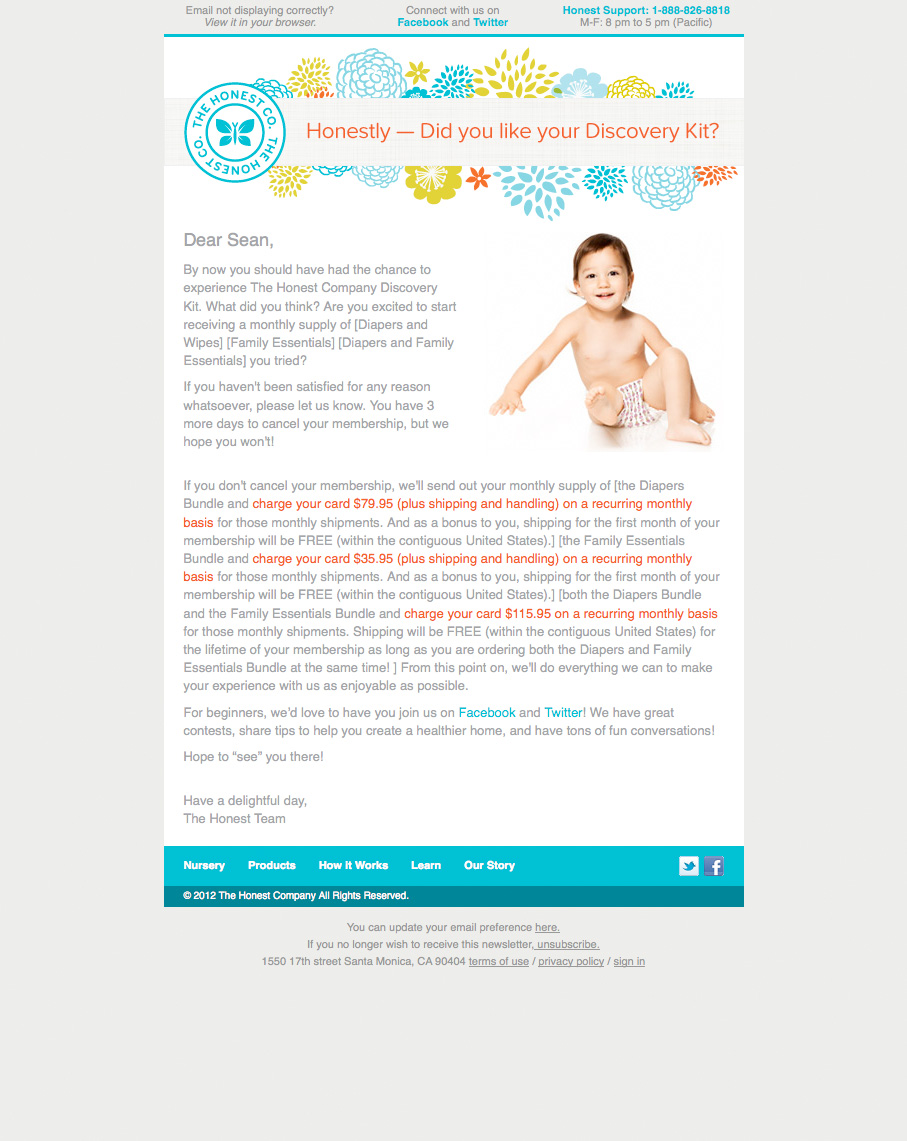 Email not displaying correctly?
View it in your browser.
Connect with us on
Facebook and Twitter
Honest Support: 1-888-826-8818
M-F: 8 pm to 5 pm (Pacific)
THE HONEST CO. THE HONEST CO.
Honestly — Did you like your Discovery Kit?
Dear Sean,
By now you should have had the chance to
experience The Honest Company Discovery
Kit. What did you think? Are you excited to start
receiving a monthly supply of [Diapers and
Wipes] [Family Essentials] [Diapers and Family
Essentials] you tried?
If you haven't been satisfied for any reason
whatsoever, please let us know. You have 3
more days to cancel your membership, but we
hope you won't!
If you don't cancel your membership, we'll send out your monthly supply of [the Diapers
Bundle and charge your card $79.95 (plus shipping and handling) on a recurring monthly
basis for those monthly shipments. And as a bonus to you, shipping for the first month of your
membership will be FREE (within the contiguous United States).] [the Family Essentials
Bundle and charge your card $35.95 (plus shipping and handling) on a recurring monthly
basis for those monthly shipments. And as a bonus to you, shipping for the first month of your
membership will be FREE (within the contiguous United States).] [both the Diapers Bundle
and the Family Essentials Bundle and charge your card $115.95 on a recurring monthly basis
for those monthly shipments. Shipping will be FREE (within the contiguous United States) for
the lifetime of your membership as long as you are ordering both the Diapers and Family
Essentials Bundle at the same time! ] From this point on, we'll do everything we can to make
your experience with us as enjoyable as possible.
For beginners, we'd love to have you join us on Facebook and Twitter! We have great
contests, share tips to help you create a healthier home, and have tons of fun conversations!
Hope to “see” you there!
Have a delightful day,
The Honest Team
Nursery Products How It Works Learn Our Story
© 2012 The Honest Company All Rights Reserved.
You can update your email preference here.
If you no longer wish to receive this newsletter, unsubscribe.
1550 17th street Santa Monica, CA 90404 terms of use / privacy policy / sign in